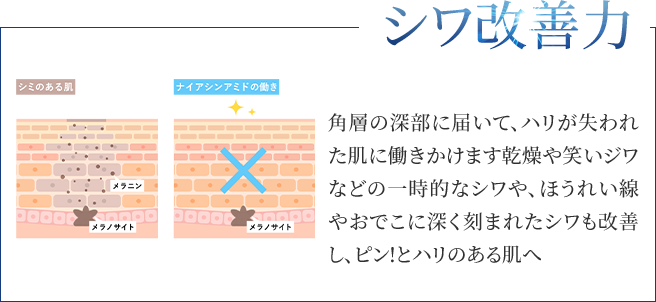 シワ改善力
シミのある肌
ナイアシンアミドの働き
メラニン
メラノサイト
メラノサイト
角層の深部に届いて、ハリが失われ
た肌に働きかけます乾燥や笑いジワ
などの一時的なシワや、ほうれい線
やおでこに深く刻まれたシワも改善
し、ピン!とハリのある肌へ